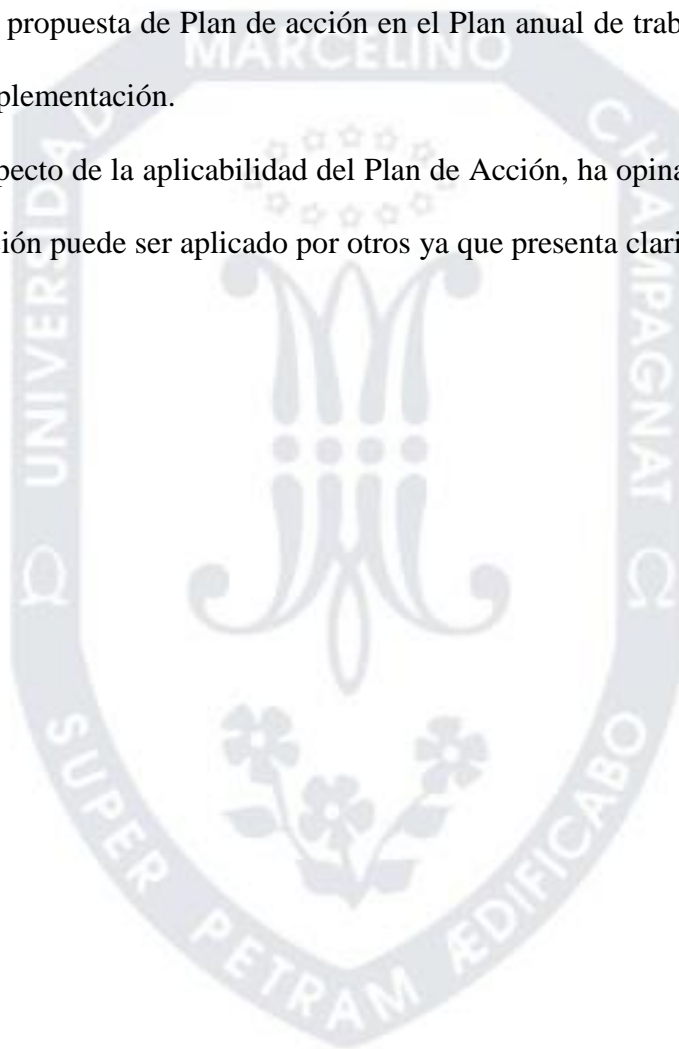 propuesta de Plan de acción en el Plan anual de trab
plementación.
pecto de la aplicabilidad del Plan de Acción, ha opina
ión puede ser aplicado por otros ya que presenta clari
UNIVERSIDAD
MARCELINO
CHAMPAGNAT
SUPER PETRAM ÆDIFICABO